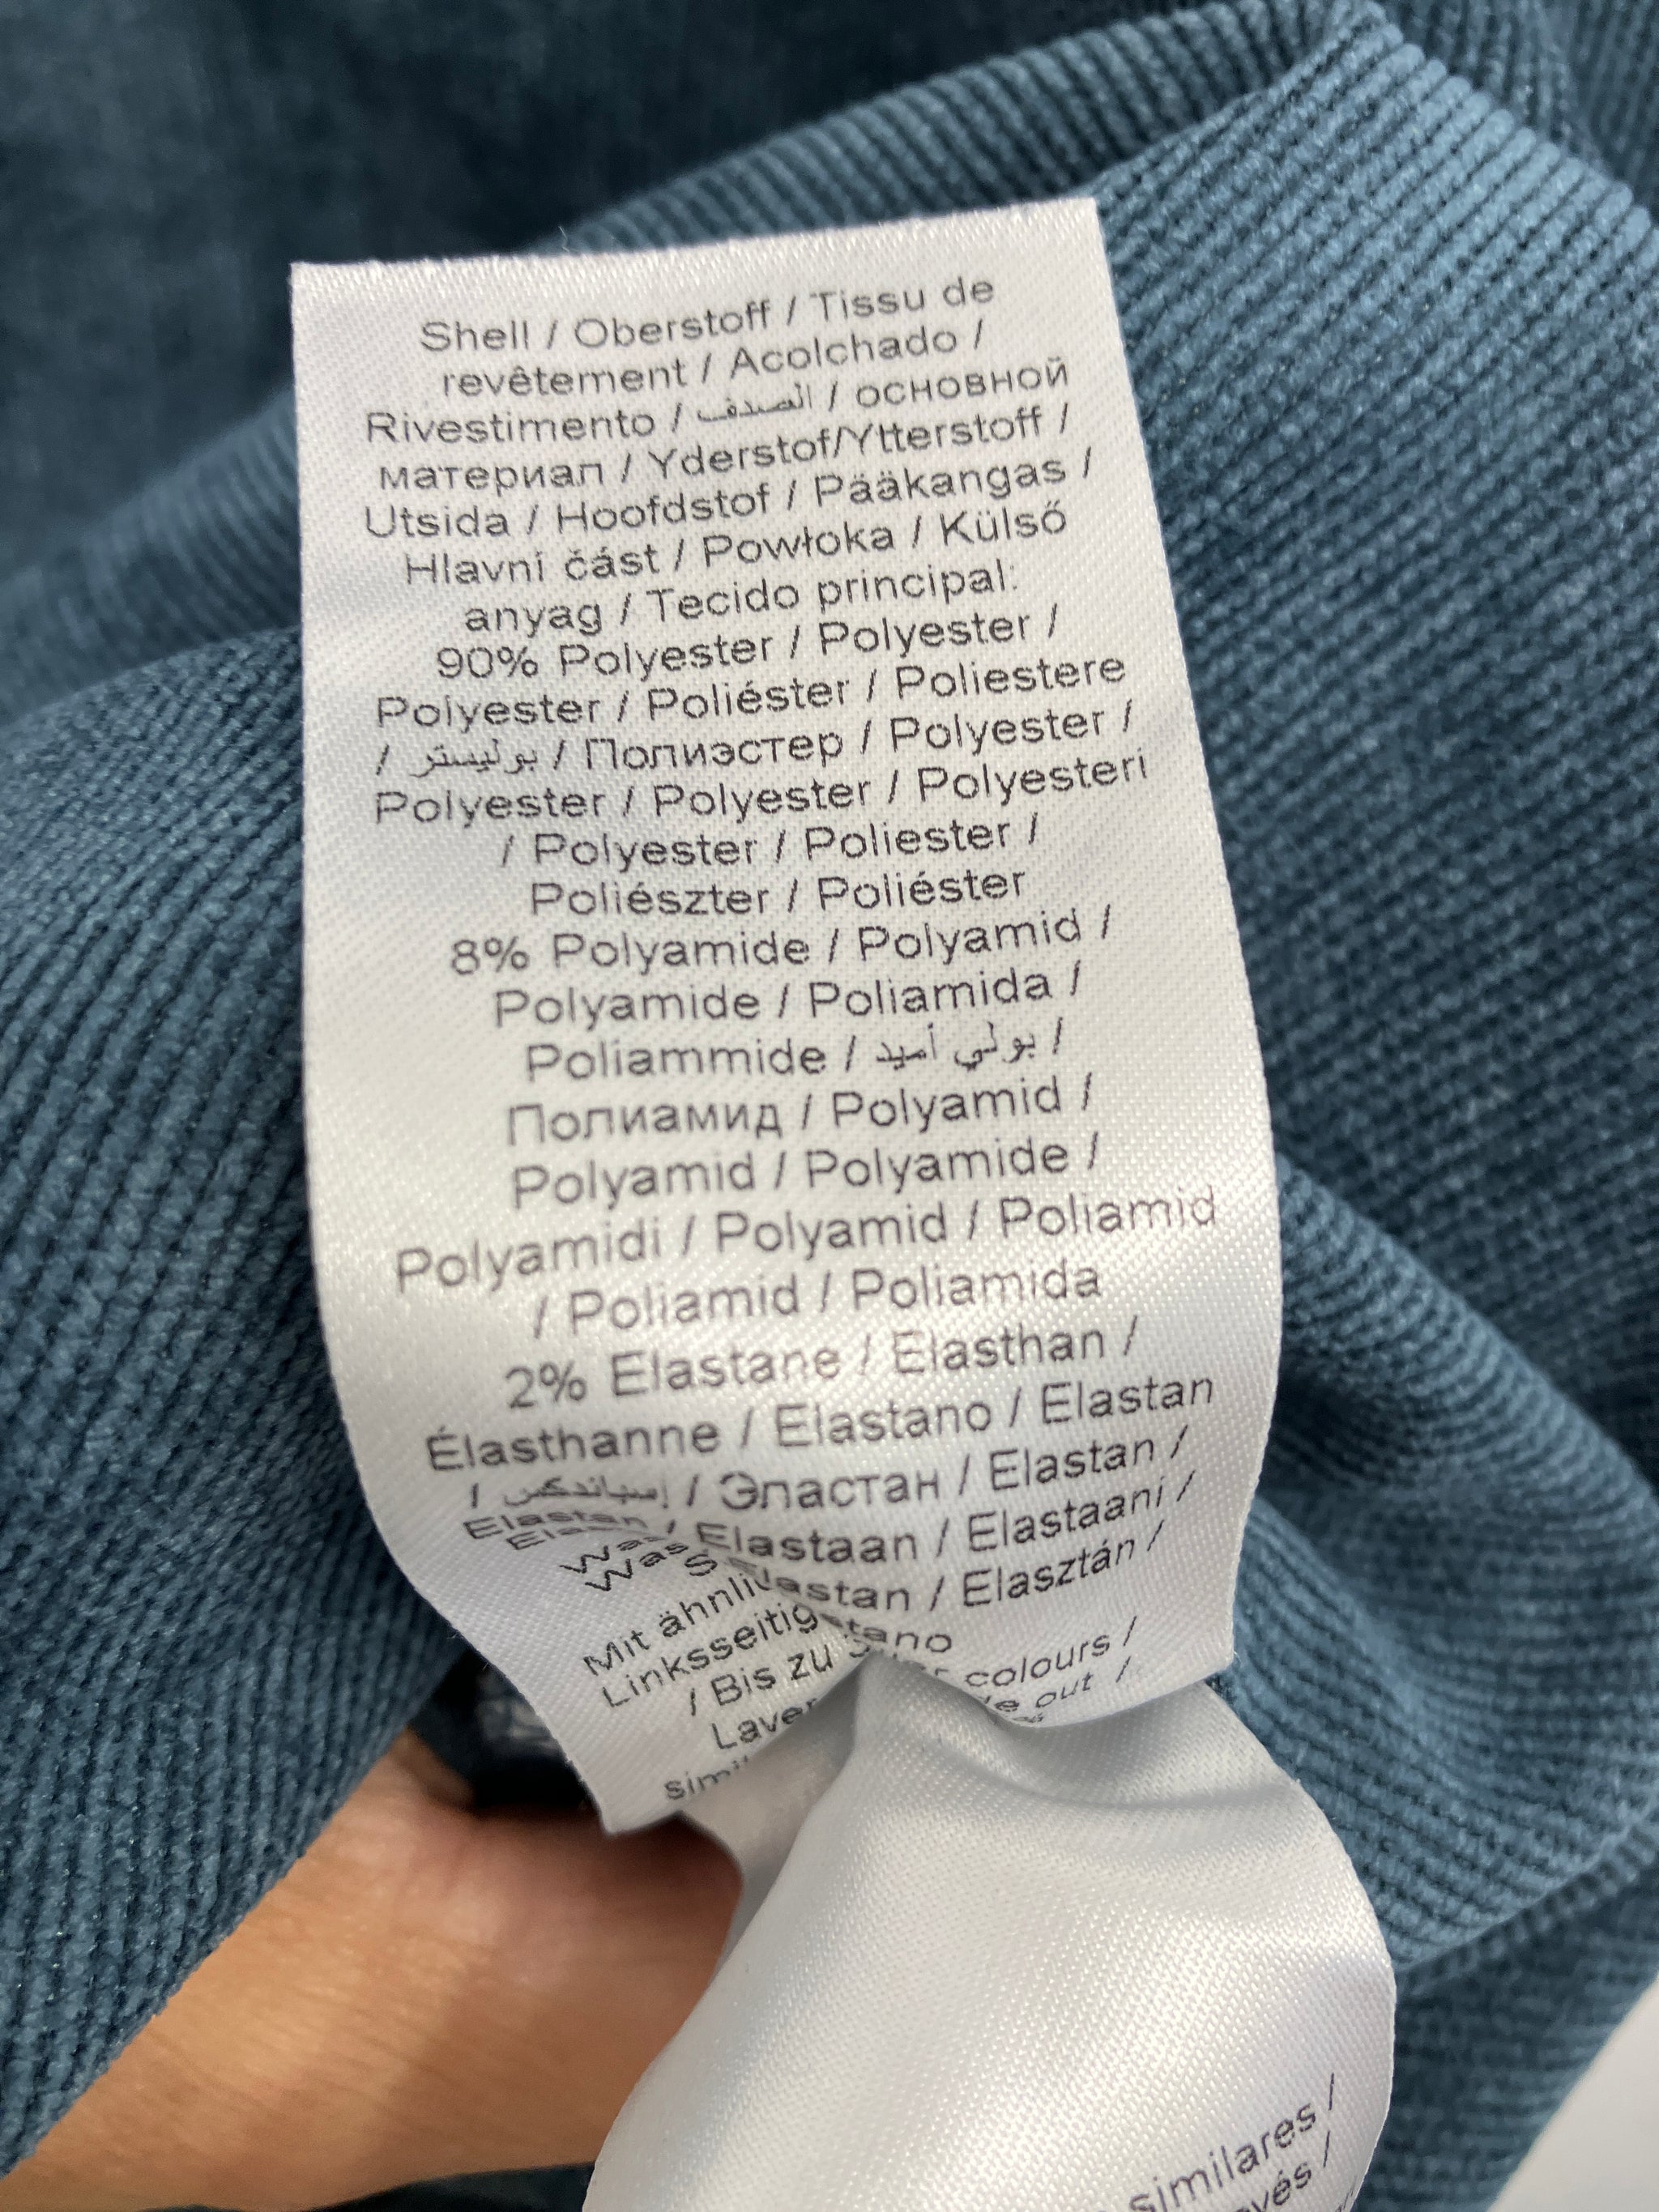 Shell / Oberstoff / Tissu de
revêtement / Acolchado /
Rivestimento / الصدف / основной
материал / Yderstof/Ytterstoff /
Utsida / Hoofdstof / Pääkangas /
Hlavní část / Powłoka / Külső
anyag / Tecido principal:
90% Polyester / Polyester /
Polyester / Poliéster / Poliestere
/ بوليستر / Полиэстер / Polyester /
Polyester / Polyester / Polyesteri
/ Polyester / Poliester /
Poliészter / Poliéster
8% Polyamide / Polyamid /
Polyamide / Poliamida /
Poliammide / بولي أميد /
Полиамид / Polyamid /
Polyamid / Polyamide /
Polyamidi / Polyamid / Poliamid
/ Poliamid / Poliamida
2% Elastane / Elasthan /
Élasthanne / Elastano / Elastan
/ إسباندكس / Эластан / Elastan /
Elastan / Elastaan / Elastaani /
Elastan / Elasztán /
colours /
out /
Mit
Linksseitig
/ Bis zu
similares /